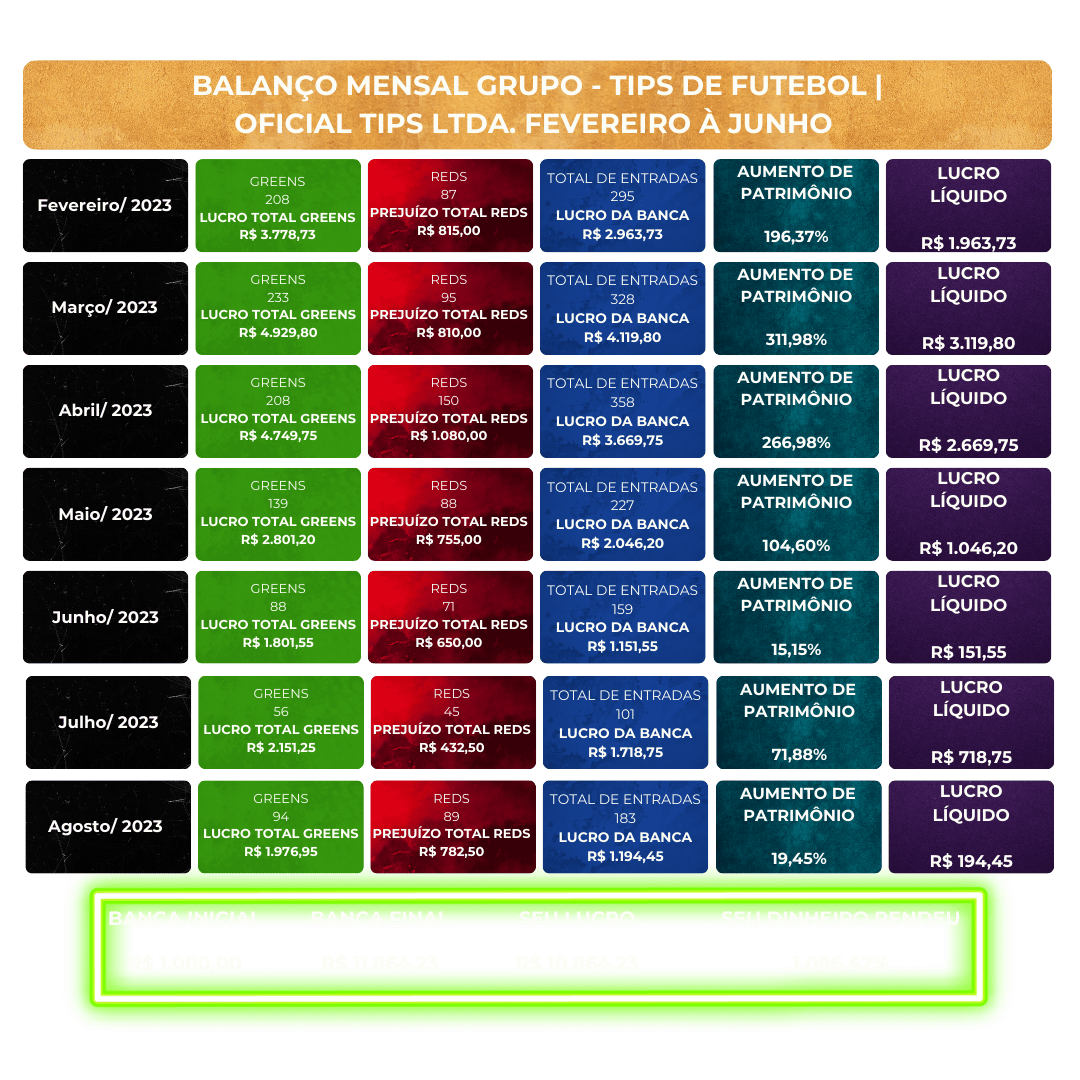 BALANÇO MENSAL GRUPO - TIPS DE FUTEBOL |
OFICIAL TIPS LTDA. FEVEREIRO À JUNHO
Fevereiro/ 2023
GREENS
208
LUCRO TOTAL GREENS
R$ 3.778,73
REDS
87
PREJUÍZO TOTAL REDS
R$ 815,00
TOTAL DE ENTRADAS
295
LUCRO DA BANCA
R$ 2.963,73
AUMENTO DE
PATRIMÔNIO
196,37%
LUCRO
LÍQUIDO
R$ 1.963,73
Março/ 2023
GREENS
233
LUCRO TOTAL GREENS
R$ 4.929,80
REDS
95
PREJUÍZO TOTAL REDS
R$ 810,00
TOTAL DE ENTRADAS
328
LUCRO DA BANCA
R$ 4.119,80
AUMENTO DE
PATRIMÔNIO
311,98%
LUCRO
LÍQUIDO
R$ 3.119,80
Abril/ 2023
GREENS
208
LUCRO TOTAL GREENS
R$ 4.749,75
REDS
150
PREJUÍZO TOTAL REDS
R$ 1.080,00
TOTAL DE ENTRADAS
358
LUCRO DA BANCA
R$ 3.669,75
AUMENTO DE
PATRIMÔNIO
266,98%
LUCRO
LÍQUIDO
R$ 2.669,75
Maio/ 2023
GREENS
139
LUCRO TOTAL GREENS
R$ 2.801,20
REDS
88
PREJUÍZO TOTAL REDS
R$ 755,00
TOTAL DE ENTRADAS
227
LUCRO DA BANCA
R$ 2.046,20
AUMENTO DE
PATRIMÔNIO
104,60%
LUCRO
LÍQUIDO
R$ 1.046,20
Junho/ 2023
GREENS
88
LUCRO TOTAL GREENS
R$ 1.801,55
REDS
71
PREJUÍZO TOTAL REDS
R$ 650,00
TOTAL DE ENTRADAS
159
LUCRO DA BANCA
R$ 1.151,55
AUMENTO DE
PATRIMÔNIO
15,15%
LUCRO
LÍQUIDO
R$ 151,55
Julho/ 2023
GREENS
56
LUCRO TOTAL GREENS
R$ 2.151,25
REDS
45
PREJUÍZO TOTAL REDS
R$ 432,50
TOTAL DE ENTRADAS
101
LUCRO DA BANCA
R$ 1.718,75
AUMENTO DE
PATRIMÔNIO
71,88%
LUCRO
LÍQUIDO
R$ 718,75
Agosto/ 2023
GREENS
94
LUCRO TOTAL GREENS
R$ 1.976,95
REDS
89
PREJUÍZO TOTAL REDS
R$ 782,50
TOTAL DE ENTRADAS
183
LUCRO DA BANCA
R$ 1.194,45
AUMENTO DE
PATRIMÔNIO
19,45%
LUCRO
LÍQUIDO
R$ 194,45
BANCA INICIAL BANCA FINAL SEU LUCRO SEU DINHEIRO RENDEU